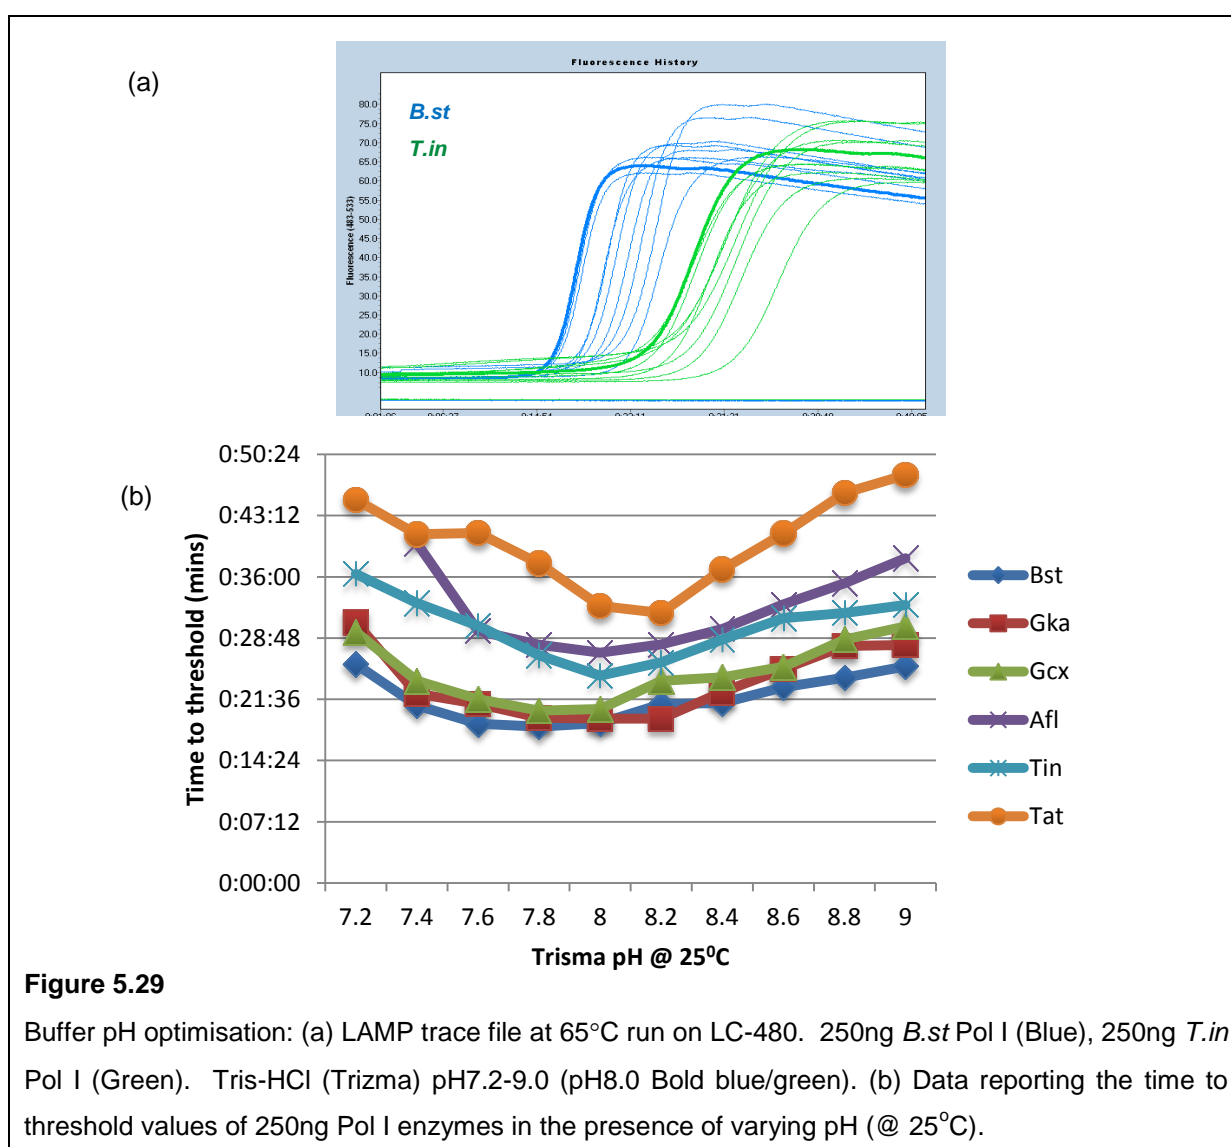 (a)
Fluorescence History
B.st
T.in
Fluorescence (483-533)
80.0
75.0
70.0
65.0
60.0
55.0
50.0
45.0
40.0
35.0
30.0
25.0
20.0
15.0
10.0
(b)
Time to threshold (mins)
0:50:24
0:43:12
0:36:00
0:28:48
0:21:36
0:14:24
0:07:12
0:00:00
7.2 7.4 7.6 7.8 8 8.2 8.4 8.6 8.8 9
Trisma pH @ 25⁰C
Bst
Gka
Gcx
Afl
Tin
Tat
Figure 5.29
Buffer pH optimisation: (a) LAMP trace file at 65°C run on LC-480. 250ng B.st Pol I (Blue), 250ng T.in
Pol I (Green). Tris-HCl (Trizma) pH7.2-9.0 (pH8.0 Bold blue/green). (b) Data reporting the time to
threshold values of 250ng Pol I enzymes in the presence of varying pH (@ 25°C).